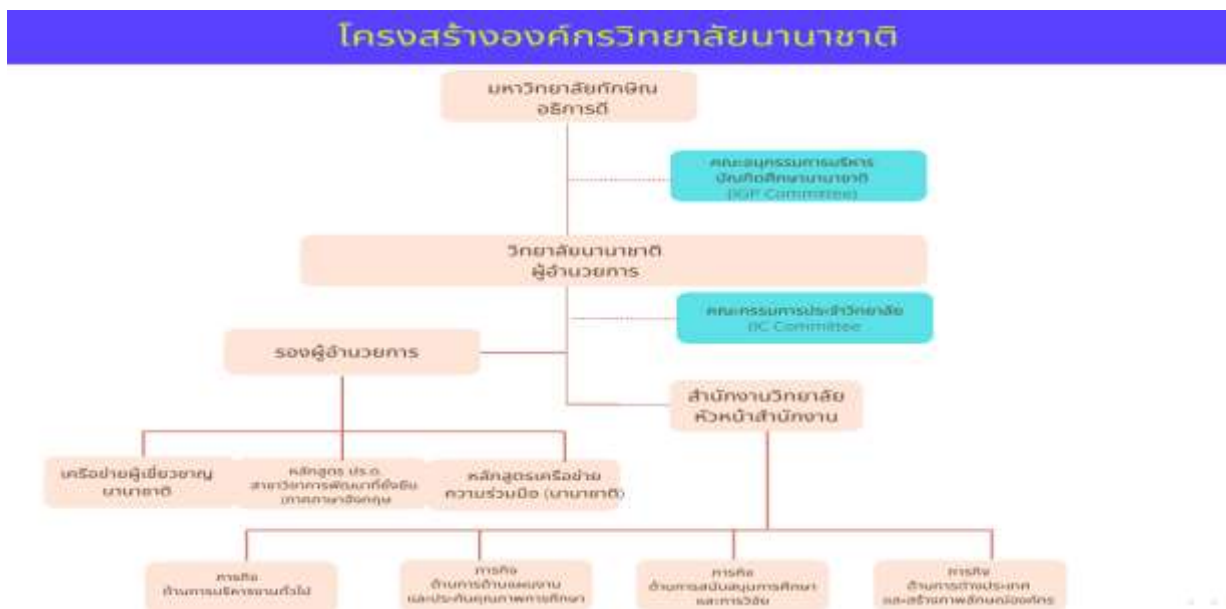 โครงสร้างองค์กรวิทยาลัยนานาชาติ
มหาวิทยาลัยทักษิณ
อธิการดี
คณะอนุกรรมการบริหาร
บัณฑิตศึกษานานาชาติ
(IGP Committee)
วิทยาลัยนานาชาติ
ผู้อำนวยการ
คณะกรรมการประจำวิทยาลัย
(IC Committee
รองผู้อำนวยการ
สำนักงานวิทยาลัย
หัวหน้าสำนักงาน
เครือข่ายผู้เชี่ยวชาญ
นานาชาติ
หลักสูตร ปร.ด.
สาขาวิชาการพัฒนาที่ยั่งยืน
(ภาคภาษาอังกฤษ
หลักสูตรเครือข่าย
ความร่วมมือ (นานาชาติ)
ภารกิจ
ด้านการบริหารงานทั่วไป
ภารกิจ
ด้านการด้านแผนงาน
และประกันคุณภาพการศึกษา
ภารกิจ
ด้านการสนับสนุนการศึกษา
และการวิจัย
ภารกิจ
ด้านการต่างประเทศ
และสร้างภาพลักษณ์องค์กร